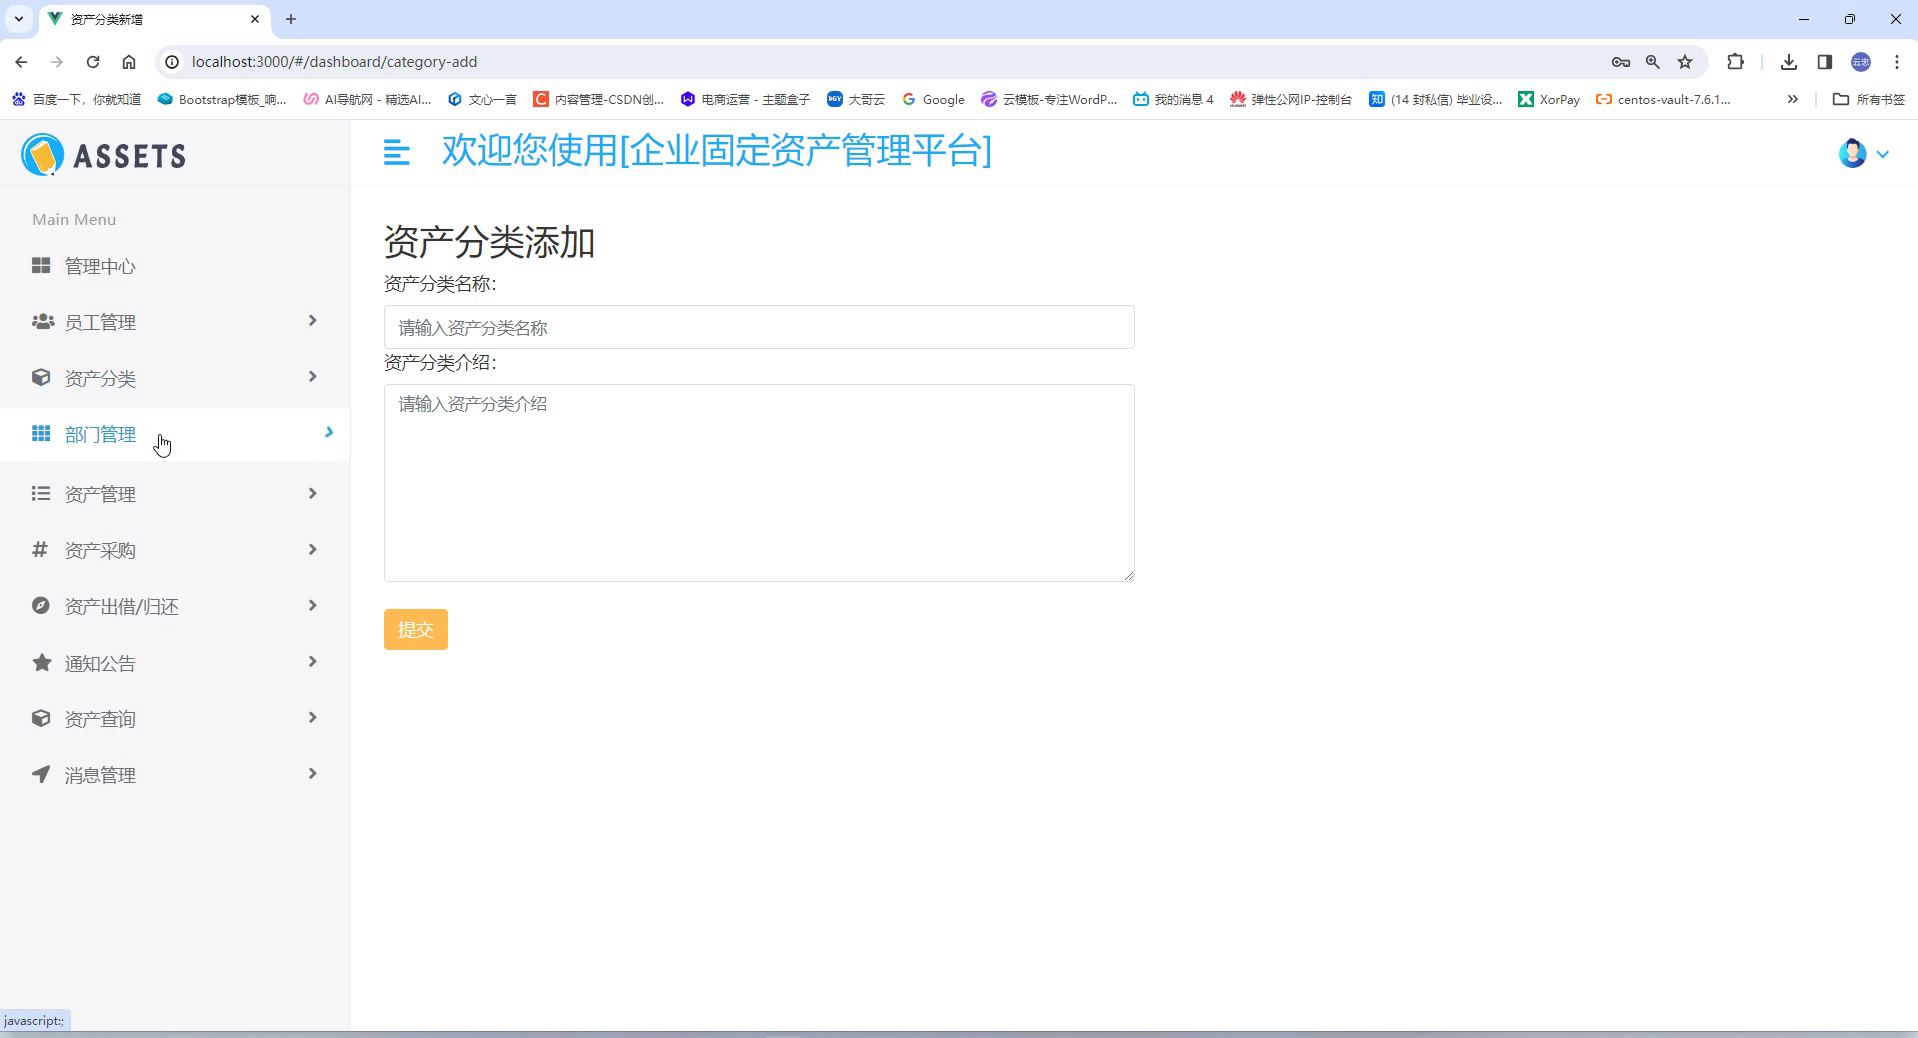 资产分类新增
localhost:3000/#/dashboard/category-add
云忠
百度一下，你就知道
Bootstrap模板_响...
AI导航网 - 精选AI...
文心一言
内容管理-CSDN创...
电商运营 - 主题盒子
大哥云
Google
云模板-专注WordP...
我的消息 4
弹性公网IP-控制台
知
(14 封私信) 毕业设...
XorPay
centos-vault-7.6.1...
所有书签
ASSETS
欢迎您使用[企业固定资产管理平台]
Main Menu
管理中心
员工管理
资产分类
部门管理
资产管理
资产采购
资产出借/归还
通知公告
资产查询
消息管理
资产分类添加
资产分类名称：
请输入资产分类名称
资产分类介绍：
请输入资产分类介绍
提交
javascript:;